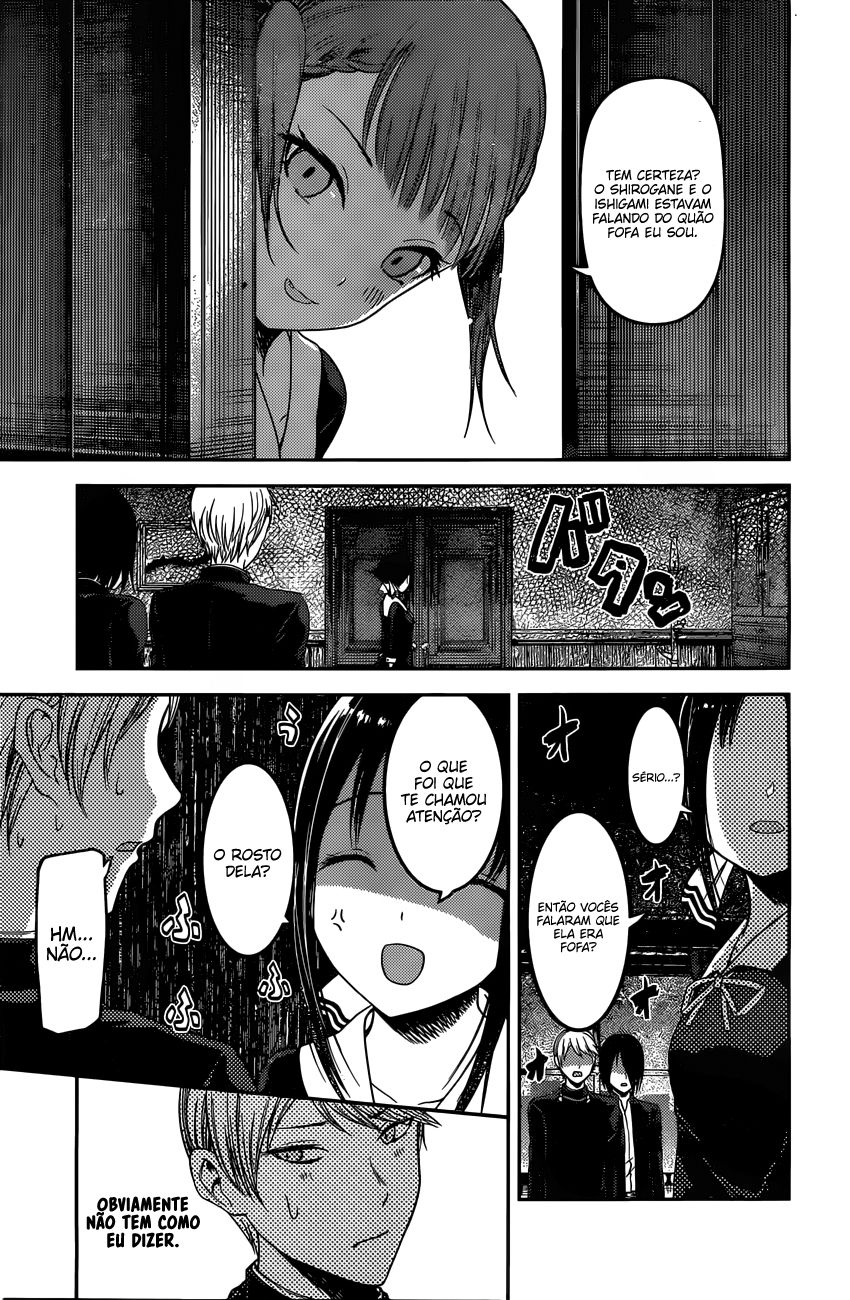 TEM CERTEZA?
O SHIROGANE E O
ISHIGAMI ESTAVAM
FALANDO DO QUÃO
FOFA EU SOU.
SÉRIO...?
ENTÃO VOCÊS
FALARAM QUE
ELA ERA
FOFA?
O QUE
FOI QUE
TE CHAMOU
ATENÇÃO?
O ROSTO
DELA?
HM...
NÃO...
OBVIAMENTE
NÃO TEM COMO
EU DIZER.